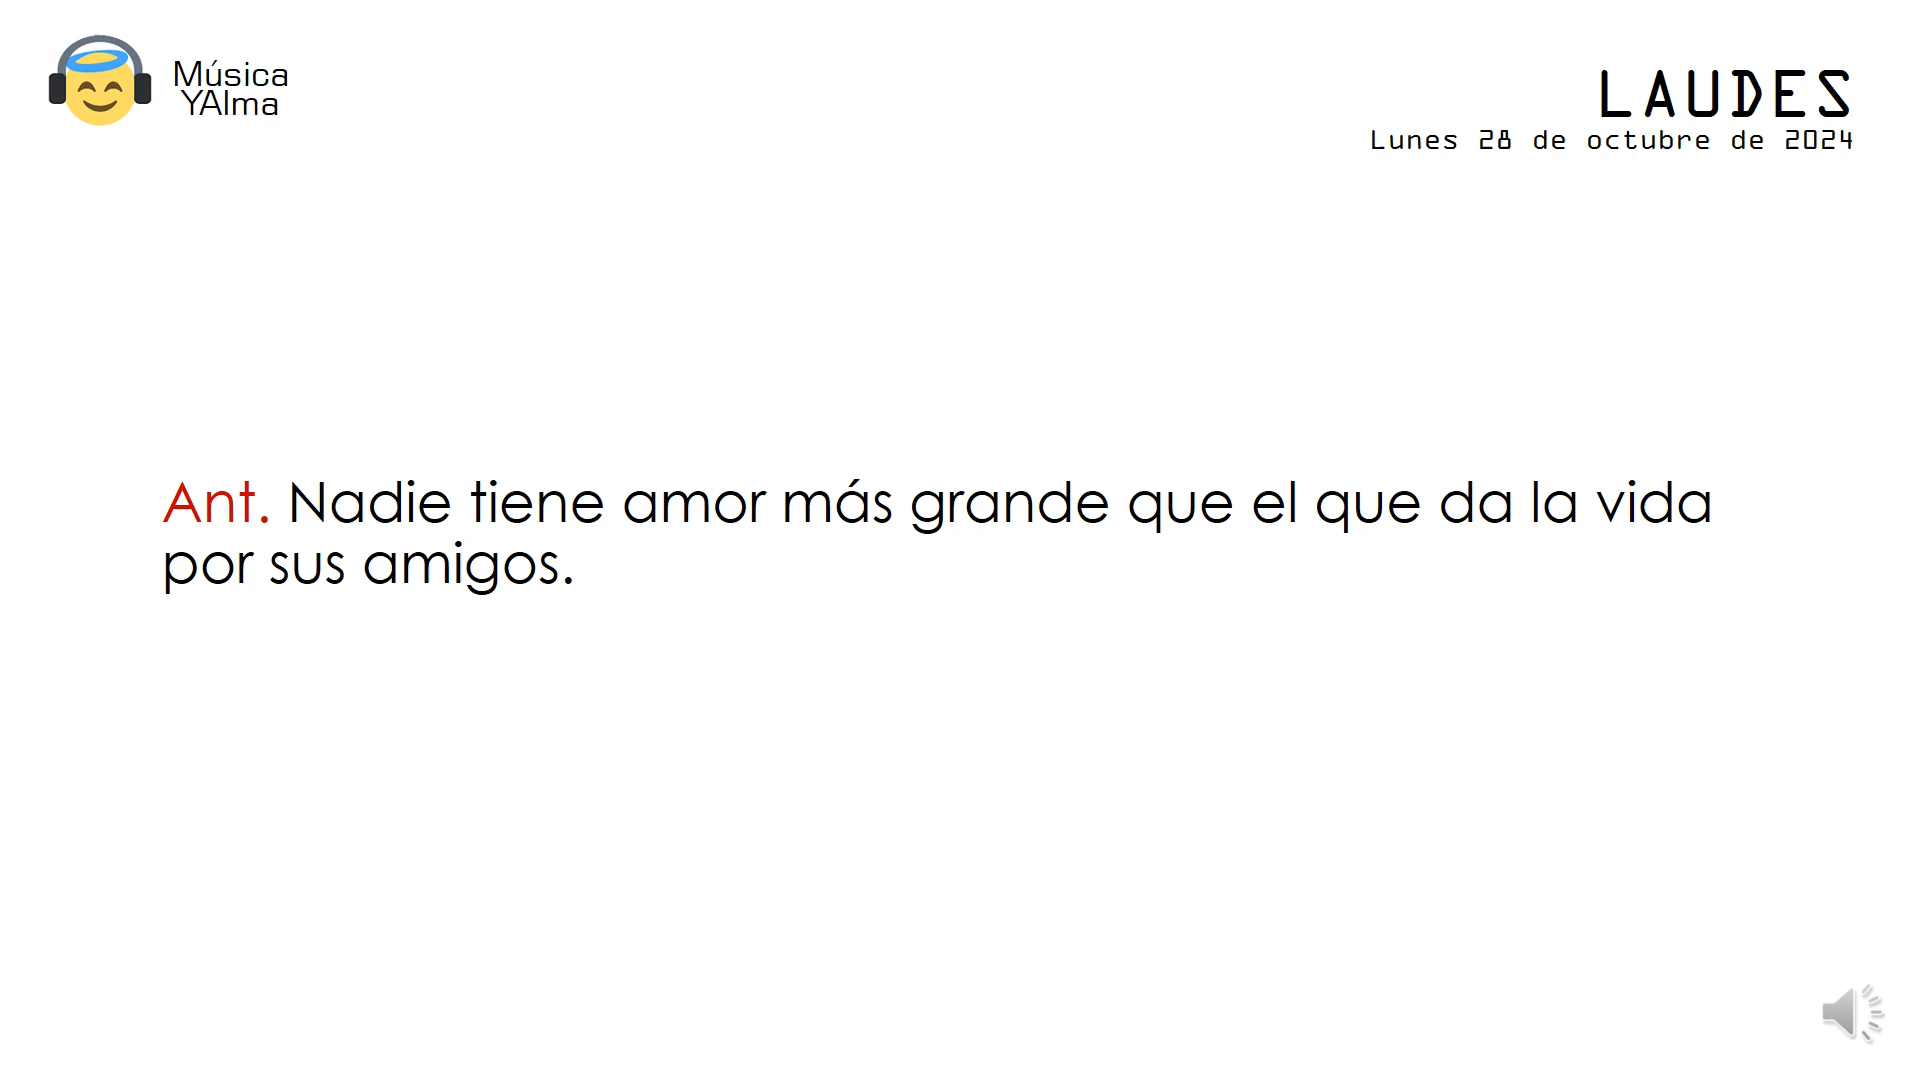 Música
YAlma
LAUDES
Lunes 28 de octubre de 2024
Ant. Nadie tiene amor más grande que el que da la vida
por sus amigos.